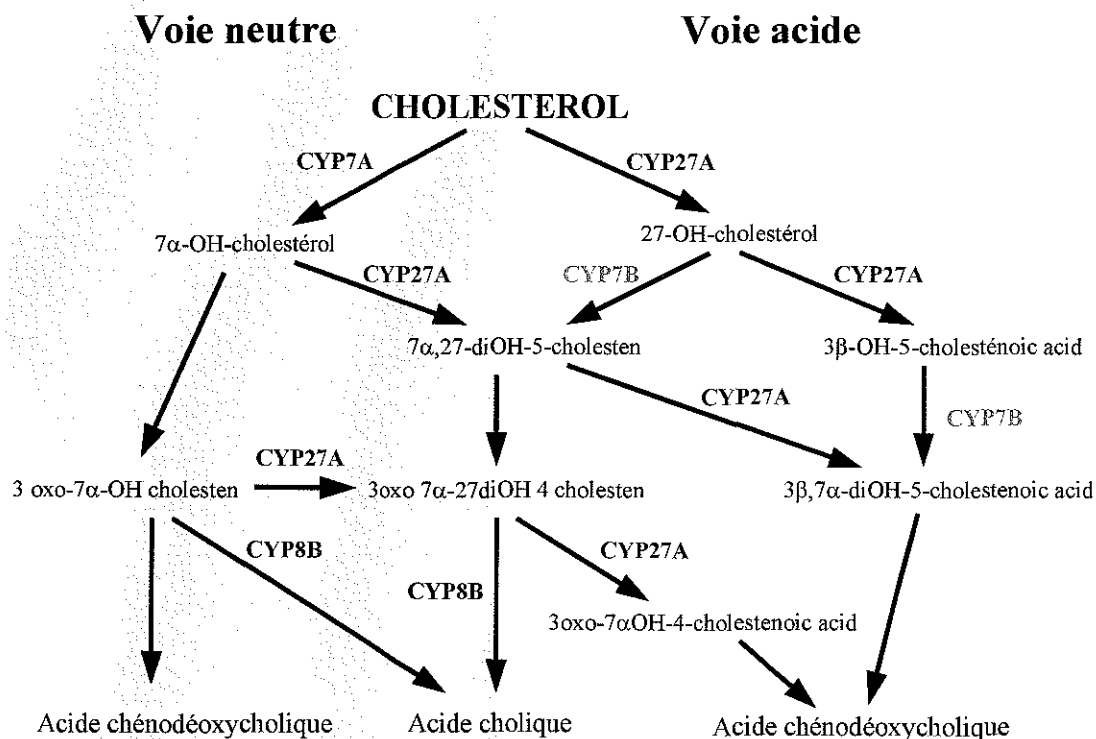 Voie neutre
Voie acide
CHOLESTEROL
CYP7A
CYP27A
7α-OH-cholestérol
27-OH-cholestérol
CYP27A
CYP7B
CYP27A
7α,27-diOH-5-cholesten
3β-OH-5-cholesténoic acid
CYP27A
CYP7B
CYP27A
3 oxo-7α-OH cholesten
3oxo 7α-27diOH 4 cholesten
3β,7α-diOH-5-cholestenoic acid
CYP8B
CYP27A
CYP8B
3oxo-7αOH-4-cholestenoic acid
Acide chénodéoxycholique
Acide cholique
Acide chénodéoxycholique